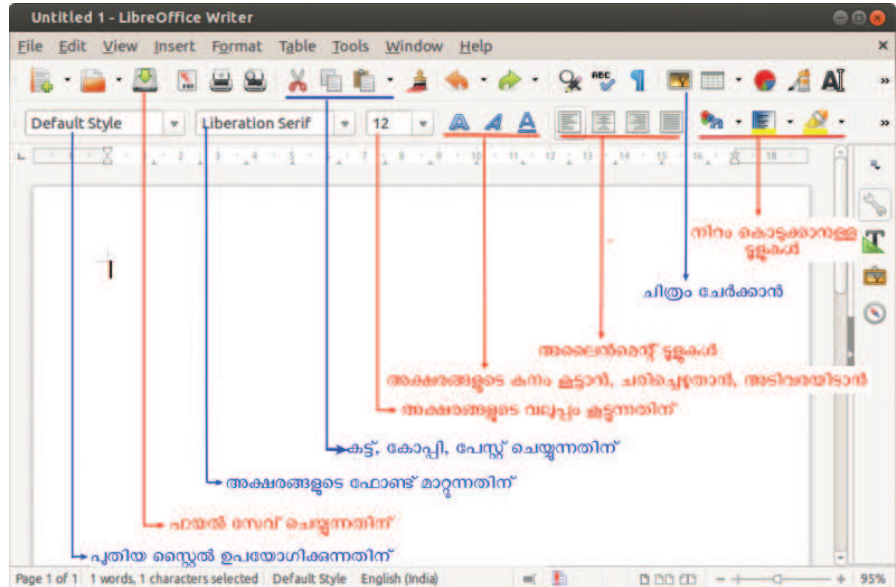 Untitled 1 - LibreOffice Writer
File Edit View Insert Format Table Tools Window Help
Default Style Liberation Serif 12
നിറം കൊടുക്കാനുള്ള
ടൂളുകൾ
ചിത്രം ചേർക്കാൻ
അലൈൻമെന്റ് ടൂളുകൾ
അക്ഷരങ്ങളുടെ കനം കൂട്ടാൻ, ചരിച്ചെഴുതാൻ, അടിവരയിടാൻ
അക്ഷരങ്ങളുടെ വലുപ്പം കൂട്ടുന്നതിന്
കട്ട്, കോപ്പി, പേസ്റ്റ് ചെയ്യുന്നതിന്
അക്ഷരങ്ങളുടെ ഫോണ്ട് മാറ്റുന്നതിന്
ഫയൽ സേവ് ചെയ്യുന്നതിന്
പുതിയ സ്റ്റൈൽ ഉപയോഗിക്കുന്നതിന്
Page 1 of 1 1 words, 1 characters selected Default Style English (India) 95%